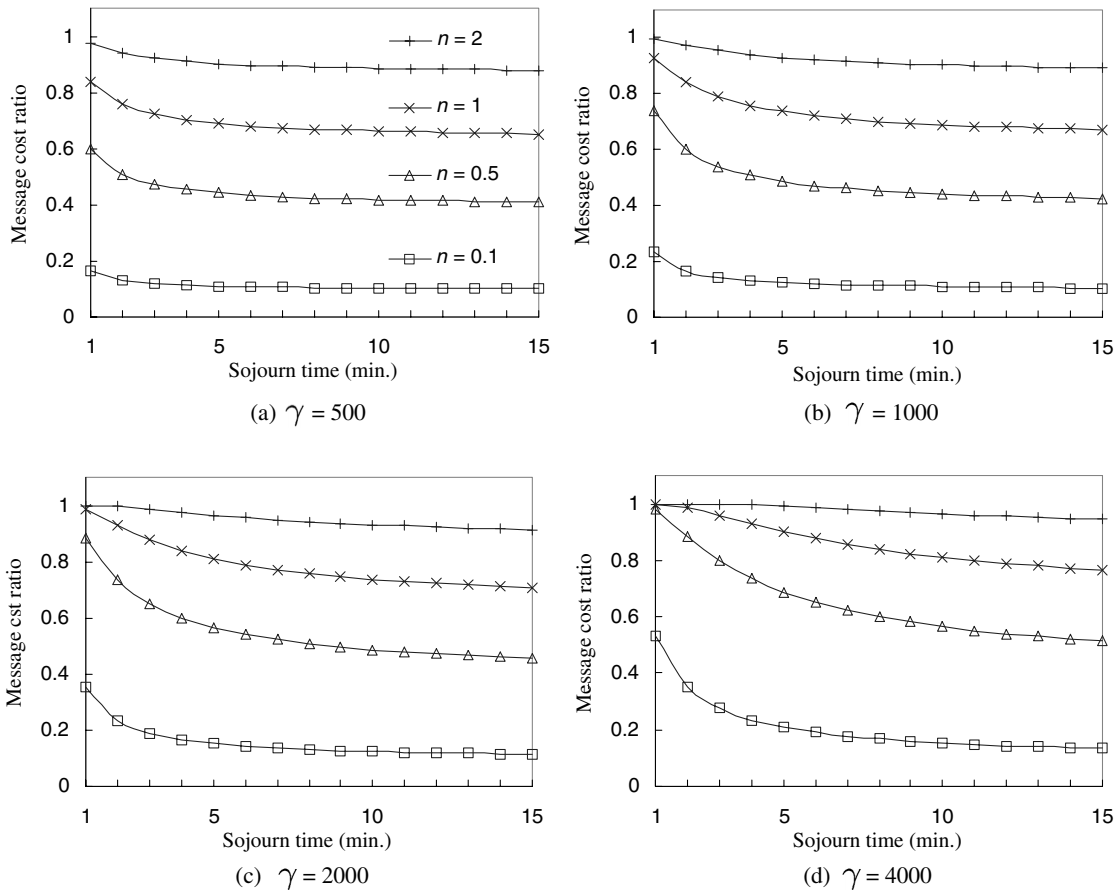 Message cost ratio
1
0.8
0.6
0.4
0.2
0
n = 2
n = 1
n = 0.5
n = 0.1
1 5 10 15
Sojourn time (min.)
(a) γ = 500
Message cost ratio
1
0.8
0.6
0.4
0.2
0
1 5 10 15
Sojourn time (min.)
(b) γ = 1000
Message cst ratio
1
0.8
0.6
0.4
0.2
0
1 5 10 15
Sojourn time (min.)
(c) γ = 2000
Message cost ratio
1
0.8
0.6
0.4
0.2
0
1 5 10 15
Sojourn time (min.)
(d) γ = 4000